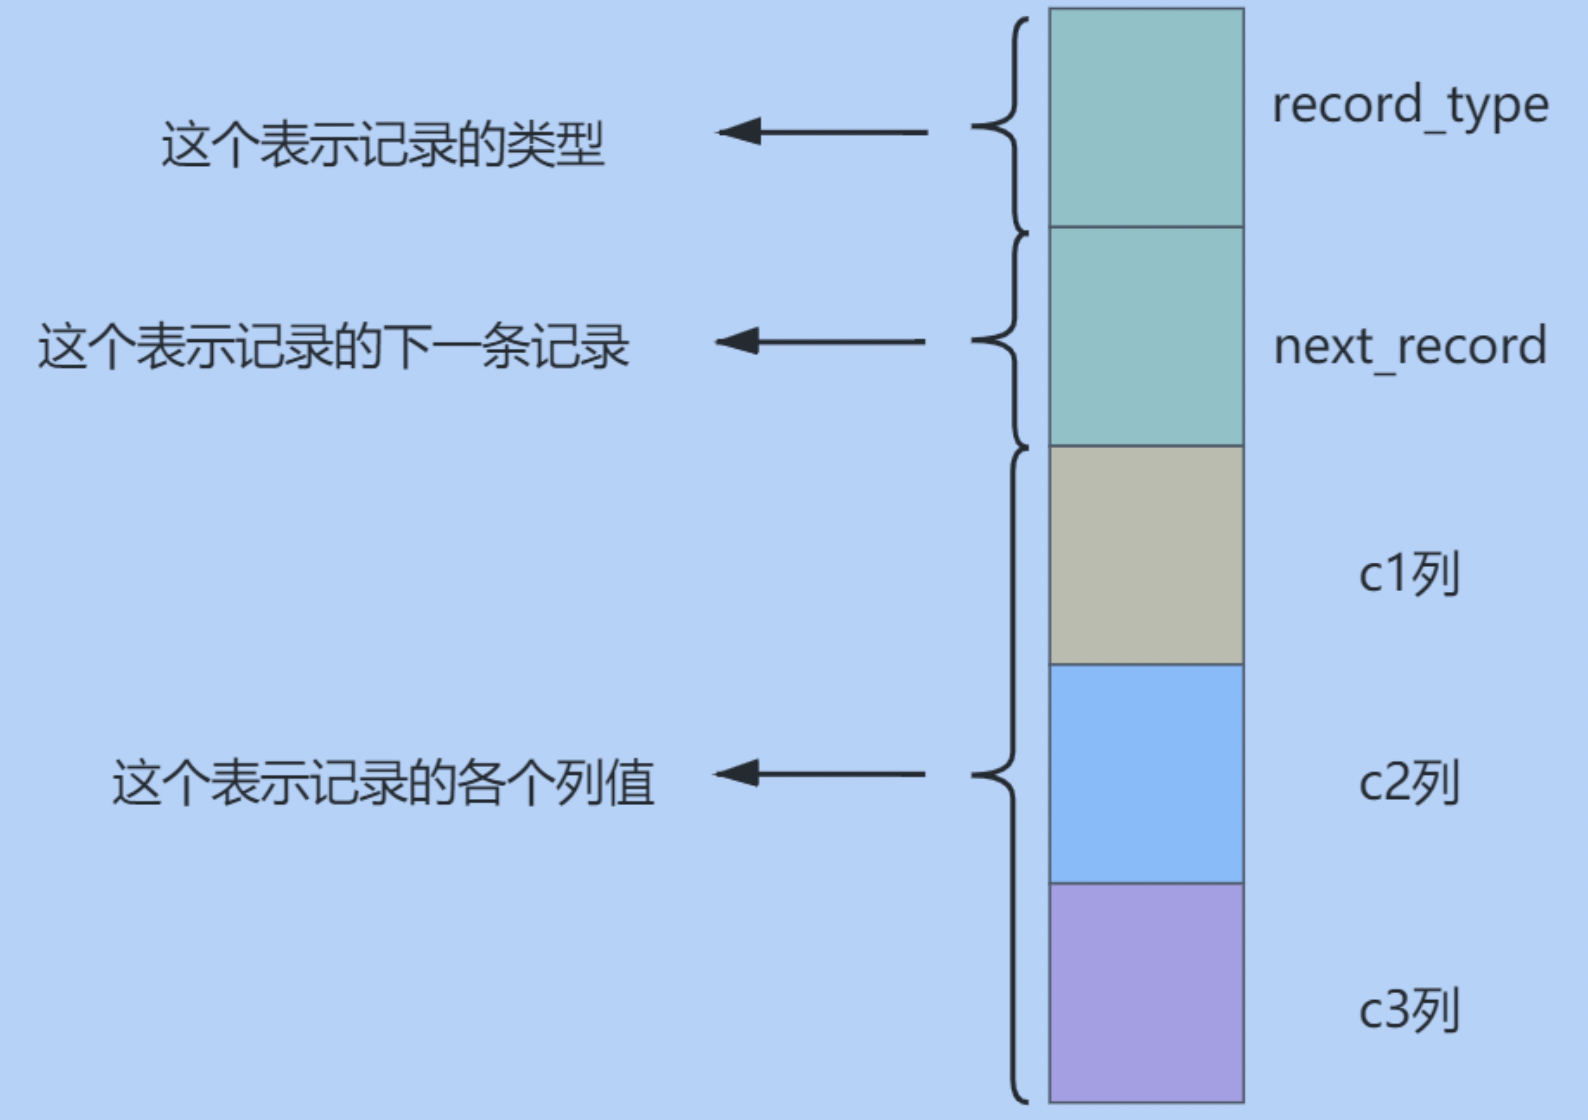 这个表示记录的类型
record_type
这个表示记录的下一条记录
next_record
c1列
这个表示记录的各个列值
c2列
c3列